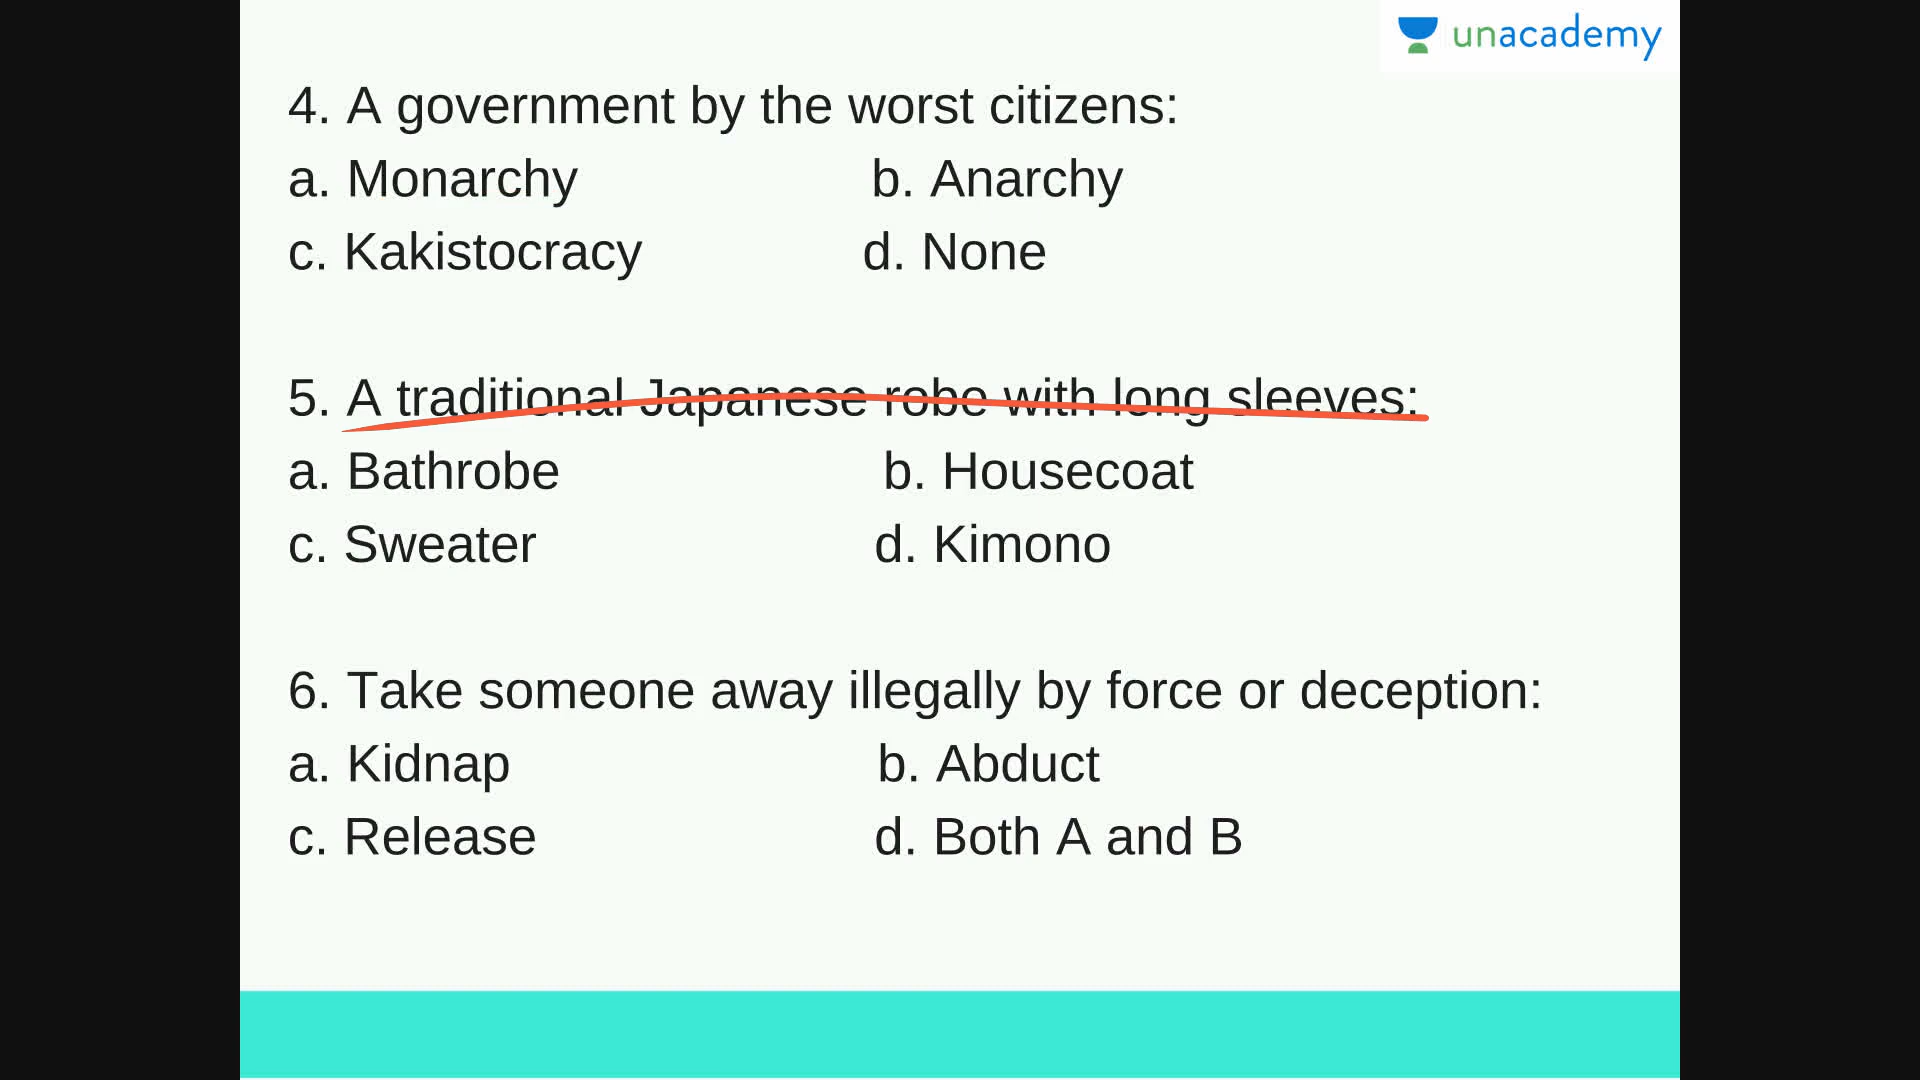 unacademy
4. A government by the worst citizens:
a. Monarchy b. Anarchy
c. Kakistocracy d. None
5. A traditional Japanese robe with long sleeves:
a. Bathrobe b. Housecoat
c. Sweater d. Kimono
6. Take someone away illegally by force or deception:
a. Kidnap b. Abduct
c. Release d. Both A and B